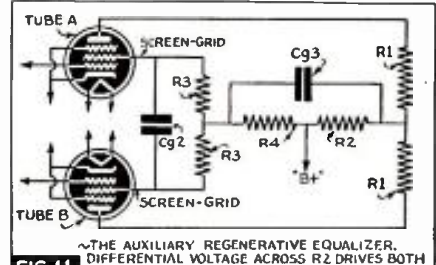 TUBE A
SCREEN-GRID
R3
Cg3
R1
Cg2
R4
R2
R3
"B+"
R1
SCREEN-GRID
TUBE B
~THE AUXILIARY REGENERATIVE EQUALIZER.
DIFFERENTIAL VOLTAGE ACROSS R2 DRIVES BOTH